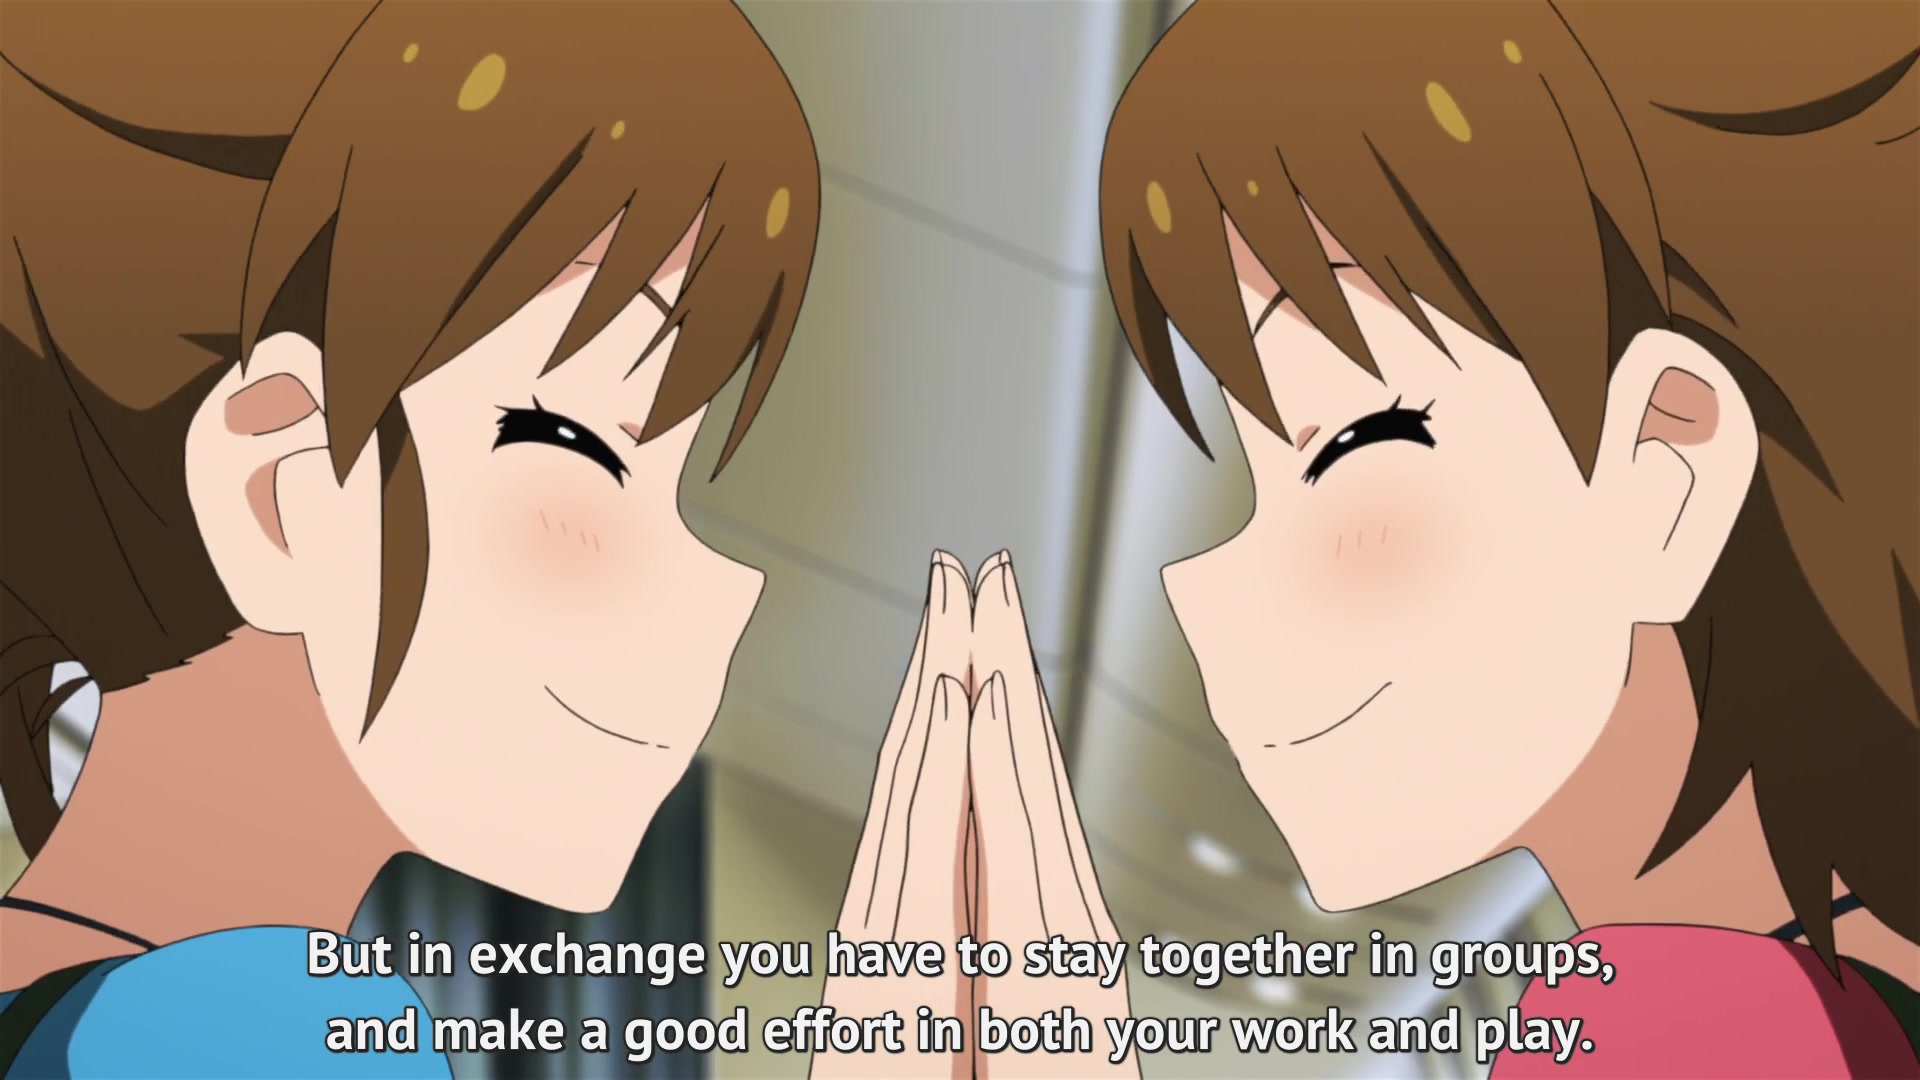 But in exchange you have to stay together in groups,
and make a good effort in both your work and play.